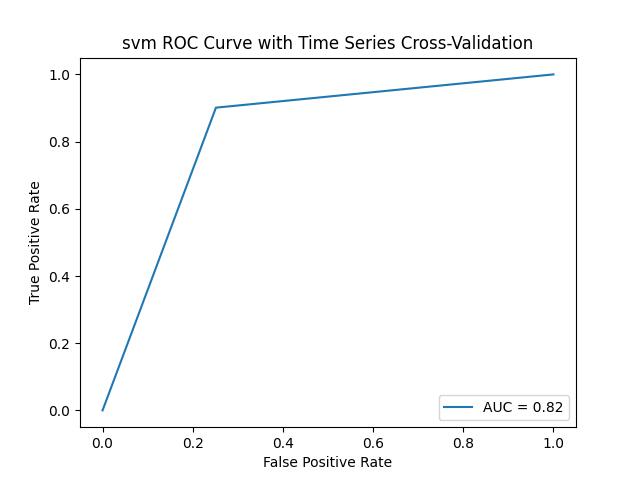 svm ROC Curve with Time Series Cross-Validation
1.0
0.8
0.6
0.4
0.2
0.0
True Positive Rate
AUC = 0.82
0.0 0.2 0.4 0.6 0.8 1.0
False Positive Rate